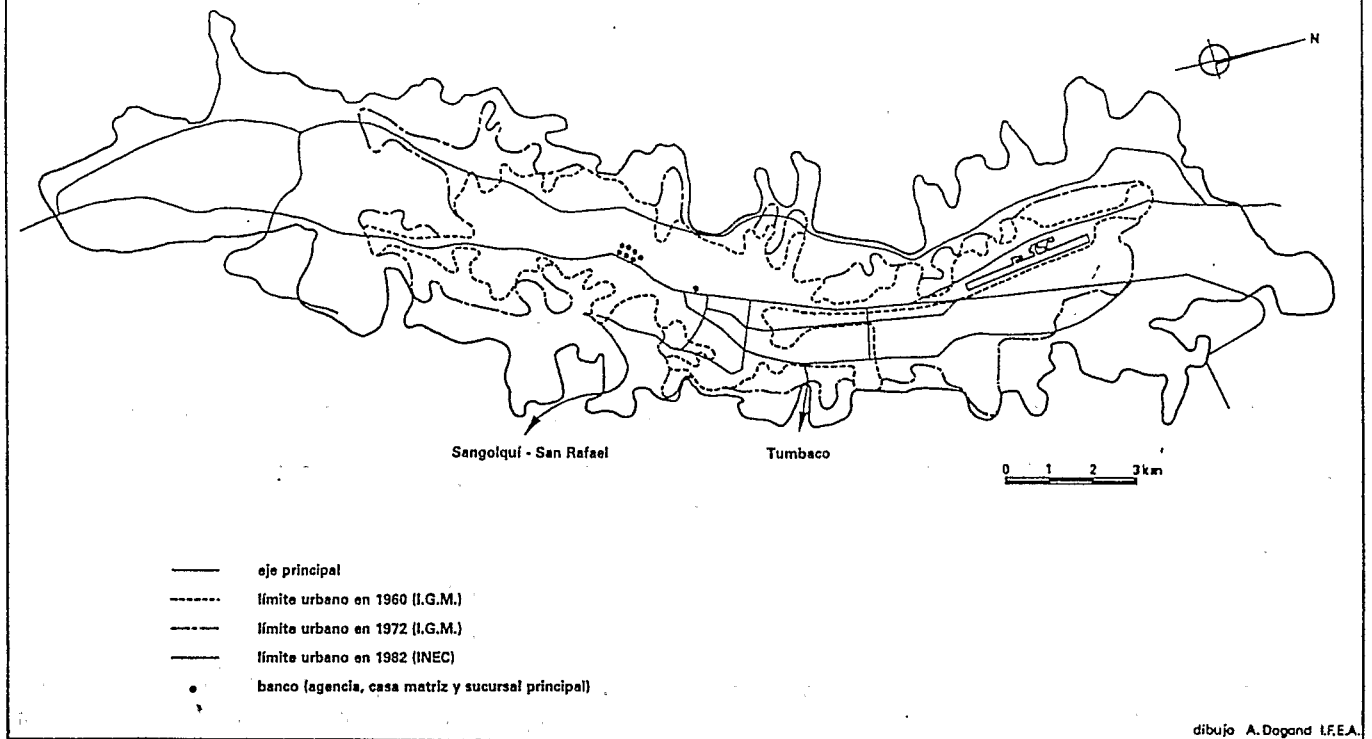 N
Sangolquí - San Rafael
Tumbaco
0 1 2 3 km
eje principal
límite urbano en 1960 (I.G.M.)
límite urbano en 1972 (I.G.M.)
límite urbano en 1982 (INEC)
banco (agencia, casa matriz y sucursal principal)
dibujo A. Dagand I.F.E.A.